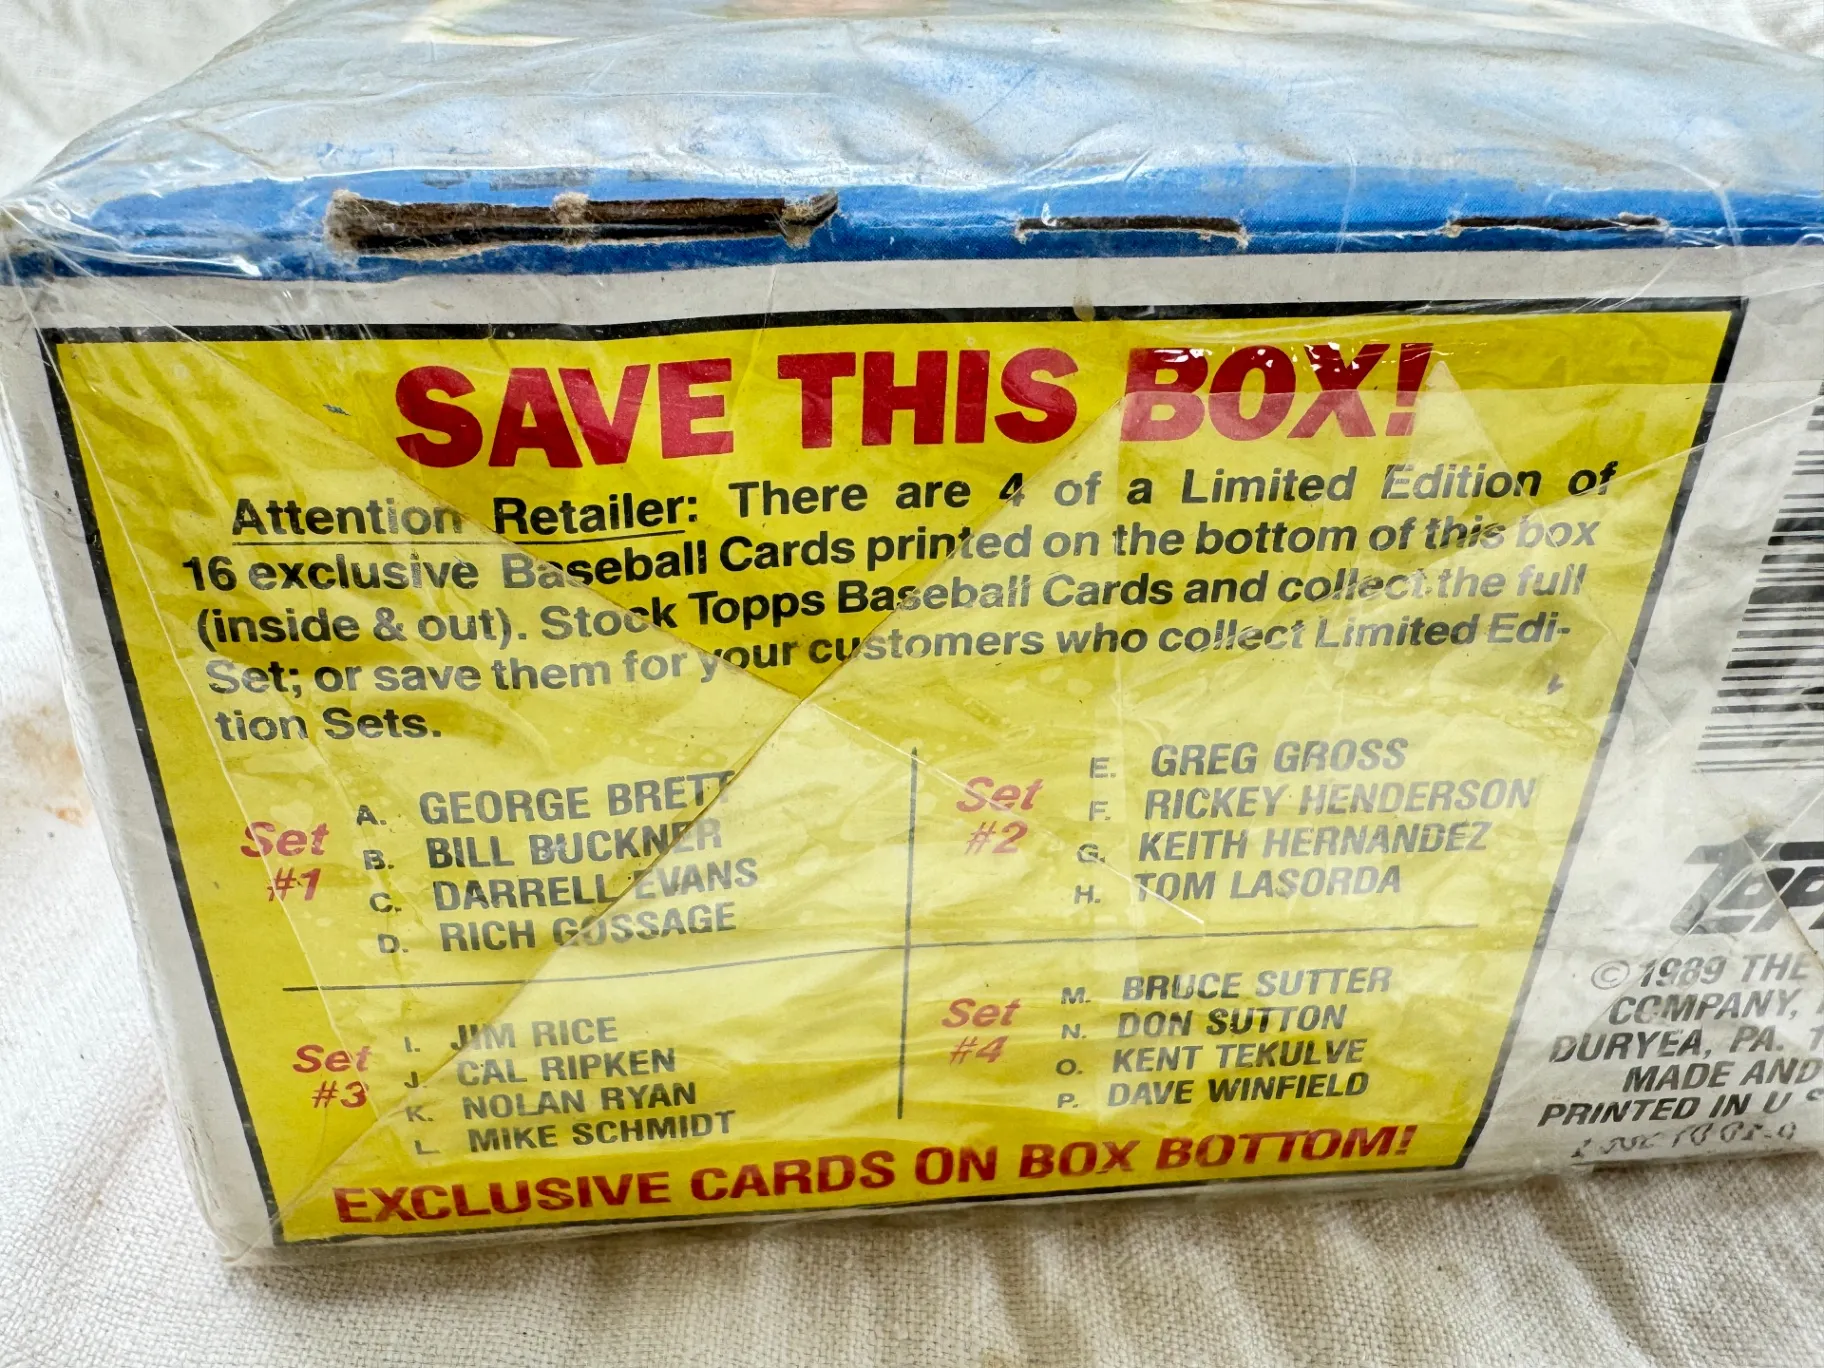 SAVE THIS BOX!
Attention Retailer: There are 4 of a Limited Edition of
16 exclusive Baseball Cards printed on the bottom of this box
(inside & out). Stock Topps Baseball Cards and collect the full
Set; or save them for your customers who collect Limited Edi-
tion Sets.
Set #1
A. GEORGE BRETT
B. BILL BUCKNER
C. DARRELL EVANS
D. RICH GOSSAGE
Set #2
E. GREG GROSS
F. RICKEY HENDERSON
G. KEITH HERNANDEZ
H. TOM LASORDA
Set #3
I. JIM RICE
J. CAL RIPKEN
K. NOLAN RYAN
L. MIKE SCHMIDT
Set #4
M. BRUCE SUTTER
N. DON SUTTON
O. KENT TEKULVE
P. DAVE WINFIELD
EXCLUSIVE CARDS ON BOX BOTTOM!
© 1989 THE
COMPANY,
DURYEA, PA.
MADE AND
PRINTED IN U